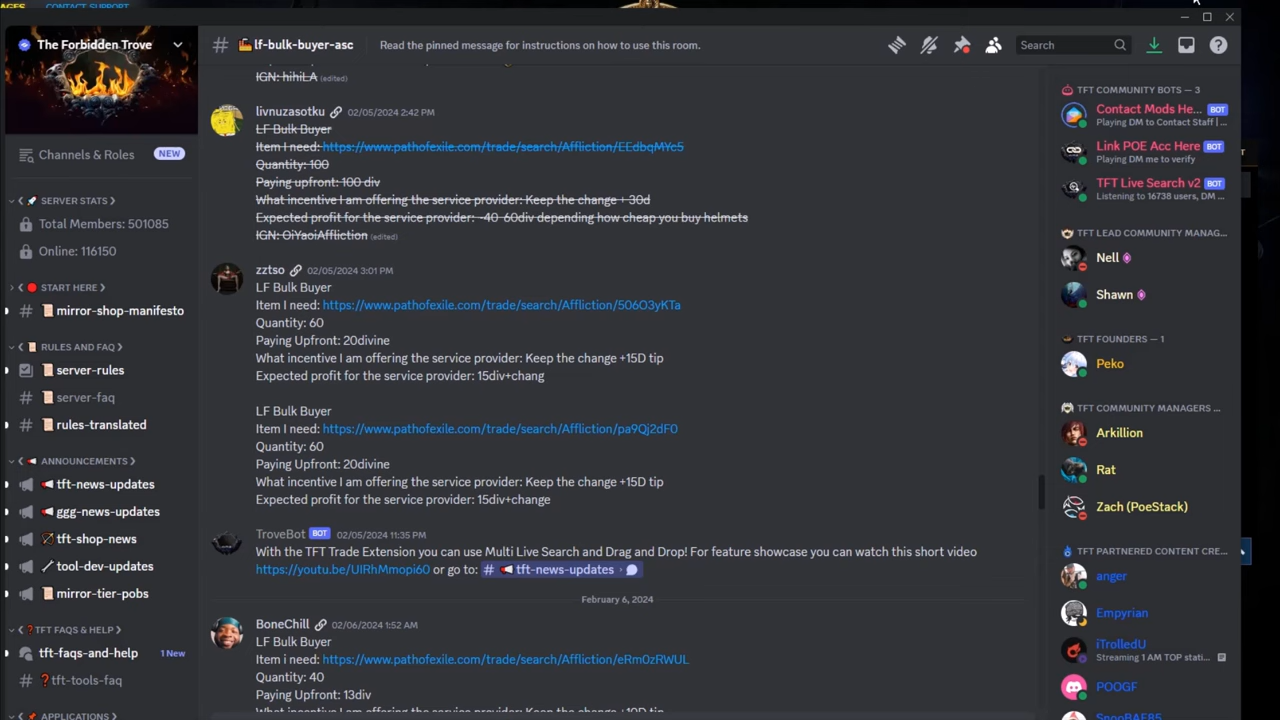 AGES CONTACT SUPPORT
The Forbidden Trove
# lf-bulk-buyer-asc
Read the pinned message for instructions on how to use this room.
Search
Channels & Roles
NEW
SERVER STATS
Total Members: 501085
Online: 116150
START HERE
mirror-shop-manifesto
RULES AND FAQ
server-rules
server-faq
rules-translated
ANNOUNCEMENTS
tft-news-updates
ggg-news-updates
tft-shop-news
tool-dev-updates
mirror-tier-pobs
TFT FAQS & HELP
tft-faqs-and-help
1 New
tft-tools-faq
APPLICATIONS
IGN: hihiLA (edited)
livnuzasotku 02/05/2024 2:42 PM
LF Bulk Buyer
Item I need: https://www.pathofexile.com/trade/search/Affliction/EEdbqMYc5
Quantity: 100
Paying upfront: 100 div
What incentive I am offering the service provider: Keep the change + 30d
Expected profit for the service provider: ~40-60div depending how cheap you buy helmets
IGN: OiYaoiAffliction (edited)
zztso 02/05/2024 3:01 PM
LF Bulk Buyer
Item I need: https://www.pathofexile.com/trade/search/Affliction/506O3yKTa
Quantity: 60
Paying Upfront: 20divine
What incentive I am offering the service provider: Keep the change +15D tip
Expected profit for the service provider: 15div+chang
LF Bulk Buyer
Item I need: https://www.pathofexile.com/trade/search/Affliction/pa9Qj2dF0
Quantity: 60
Paying Upfront: 20divine
What incentive I am offering the service provider: Keep the change +15D tip
Expected profit for the service provider: 15div+change
TroveBot BOT 02/05/2024 11:35 PM
With the TFT Trade Extension you can use Multi Live Search and Drag and Drop! For feature showcase you can watch this short video
https://youtu.be/UIRhMmopi60 or go to: # tft-news-updates
February 6, 2024
BoneChill 02/06/2024 1:52 AM
LF Bulk Buyer
Item i need: https://www.pathofexile.com/trade/search/Affliction/eRm0zRWUL
Quantity: 40
Paying Upfront: 13div
What incentive I am offering the service provider: Keep the change +10D tip
TFT COMMUNITY BOTS — 3
Contact Mods He... BOT
Playing DM to Contact Staff | ...
Link POE Acc Here BOT
Playing DM me to verify
TFT Live Search v2 BOT
Listening to 16738 users, DM ...
TFT LEAD COMMUNITY MANAG...
Nell
Shawn
TFT FOUNDERS — 1
Peko
TFT COMMUNITY MANAGERS ...
Arkillion
Rat
Zach (PoeStack)
TFT PARTNERED CONTENT CRE...
anger
Empyrian
iTrolledU
Streaming 1 AM TOP stati...
POOGF
SnooBAE85